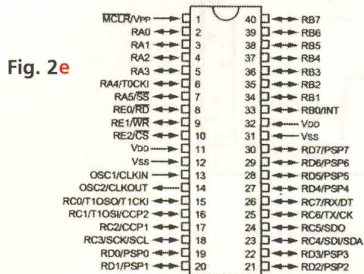 Fig. 2e
MCLR/VPP 1 40 RB7
RA0 2 39 RB6
RA1 3 38 RB5
RA2 4 37 RB4
RA3 5 36 RB3
RA4/T0CKI 6 35 RB2
RA5/SS 7 34 RB1
RE0/RD 8 33 RB0/INT
RE1/WR 9 32 VDD
RE2/CS 10 31 VSS
VDD 11 30 RD7/PSP7
VSS 12 29 RD6/PSP6
OSC1/CLKIN 13 28 RD5/PSP5
OSC2/CLKOUT 14 27 RD4/PSP4
RC0/T1OSO/T1CKI 15 26 RC7/RX/DT
RC1/T1OSI/CCP2 16 25 RC6/TX/CK
RC2/CCP1 17 24 RC5/SDO
RC3/SCK/SCL 18 23 RC4/SDI/SDA
RD0/PSP0 19 22 RD3/PSP3
RD1/PSP1 20 21 RD2/PSP2